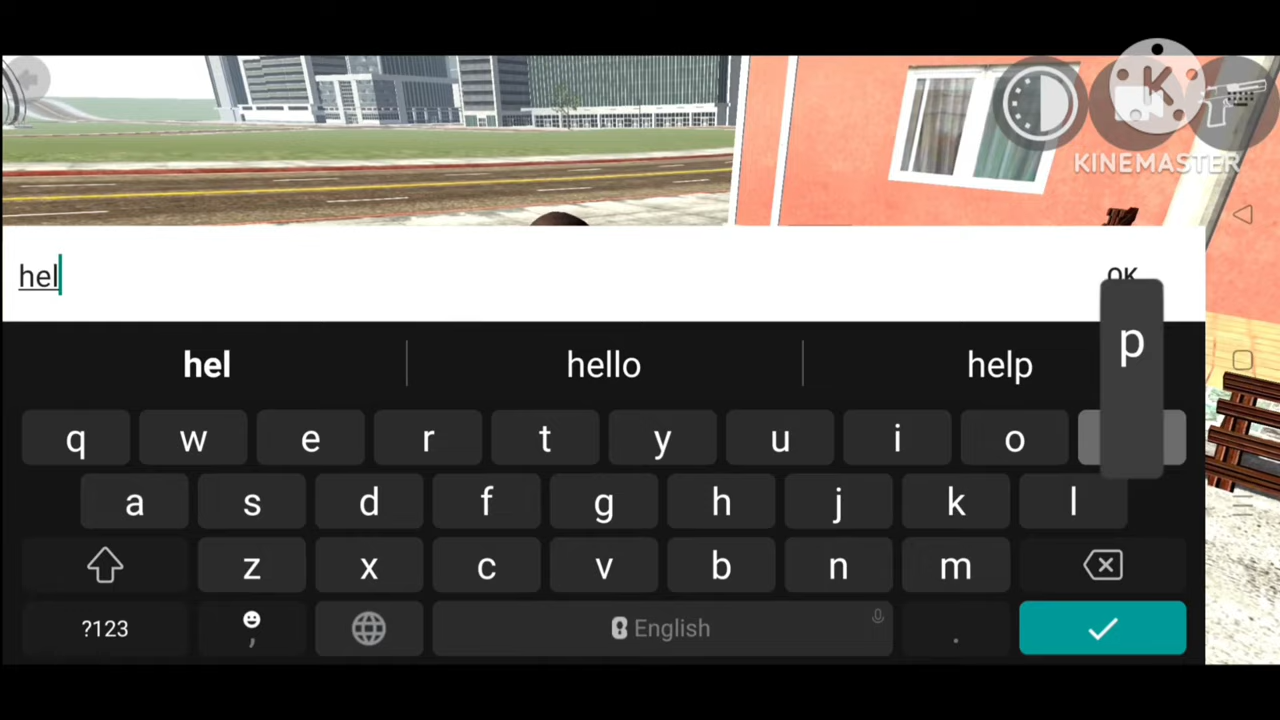 K
KINEMASTER
hel
OK
p
hel hello help
q w e r t y u i o
a s d f g h j k l
z x c v b n m
?123 , English .